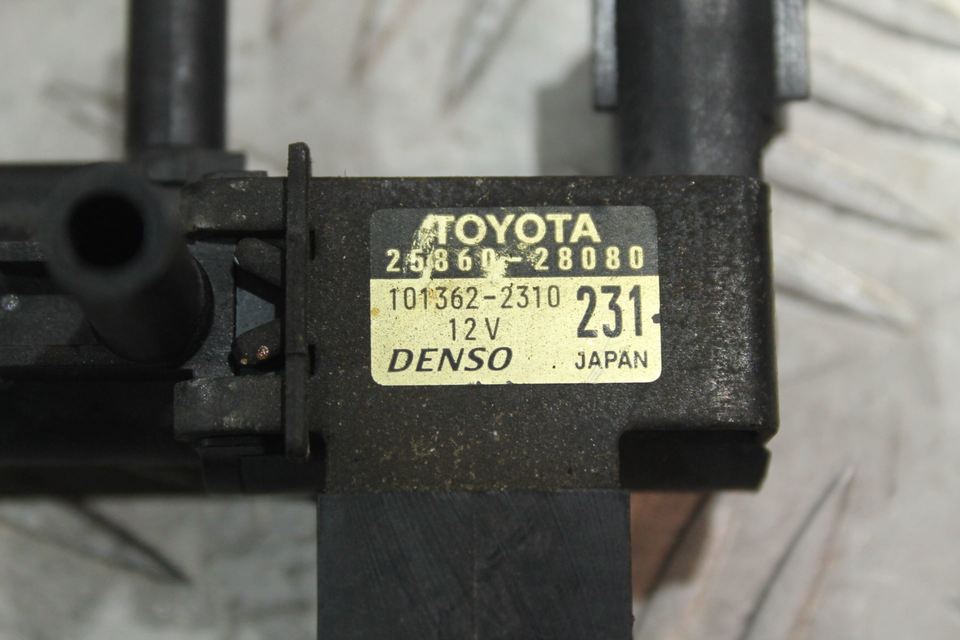 TOYOTA
25860-28080
101362-2310 231
12V
DENSO JAPAN